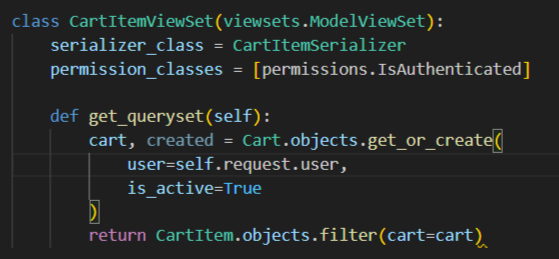 class CartItemViewSet(viewsets.ModelViewSet):
    serializer_class = CartItemSerializer
    permission_classes = [permissions.IsAuthenticated]

    def get_queryset(self):
        cart, created = Cart.objects.get_or_create(
            user=self.request.user,
            is_active=True
        )
        return CartItem.objects.filter(cart=cart)